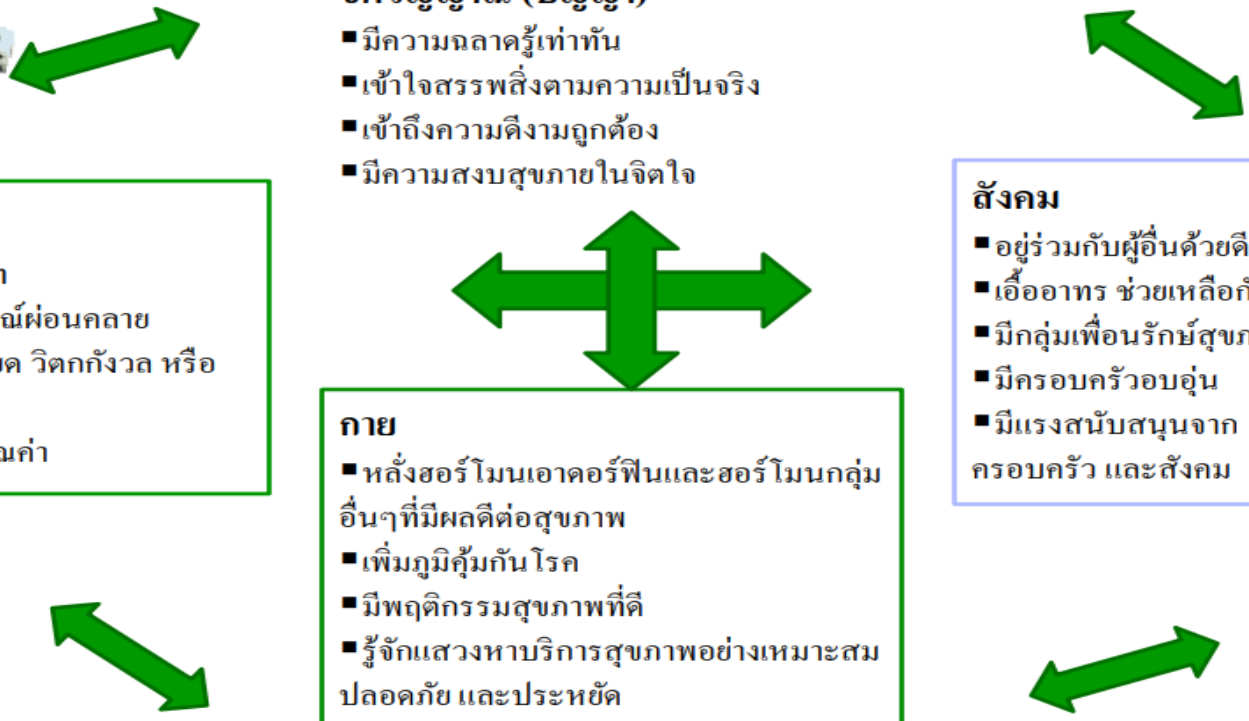 (ปัญญา)
▪มีความฉลาดรู้เท่าทัน
▪เข้าใจสรรพสิ่งตามความเป็นจริง
▪เข้าถึงความดีงามถูกต้อง
▪มีความสงบสุขภายในจิตใจ
ณ์ผ่อนคลาย
วิตกกังวล หรือ
สังคม
▪อยู่ร่วมกับผู้อื่นด้วยดี
▪เอื้ออาทร ช่วยเหลือ
▪มีกลุ่มเพื่อนรักษ์สุข
▪มีครอบครัวอบอุ่น
▪มีแรงสนับสนุนจาก
ครอบครัว และสังคม
กาย
▪หลั่งฮอร์โมนเอาดอร์ฟินและฮอร์โมนกลุ่ม
อื่นๆที่มีผลดีต่อสุขภาพ
▪เพิ่มภูมิคุ้มกันโรค
▪มีพฤติกรรมสุขภาพที่ดี
▪รู้จักแสวงหาบริการสุขภาพอย่างเหมาะสม
ปลอดภัย และประหยัด